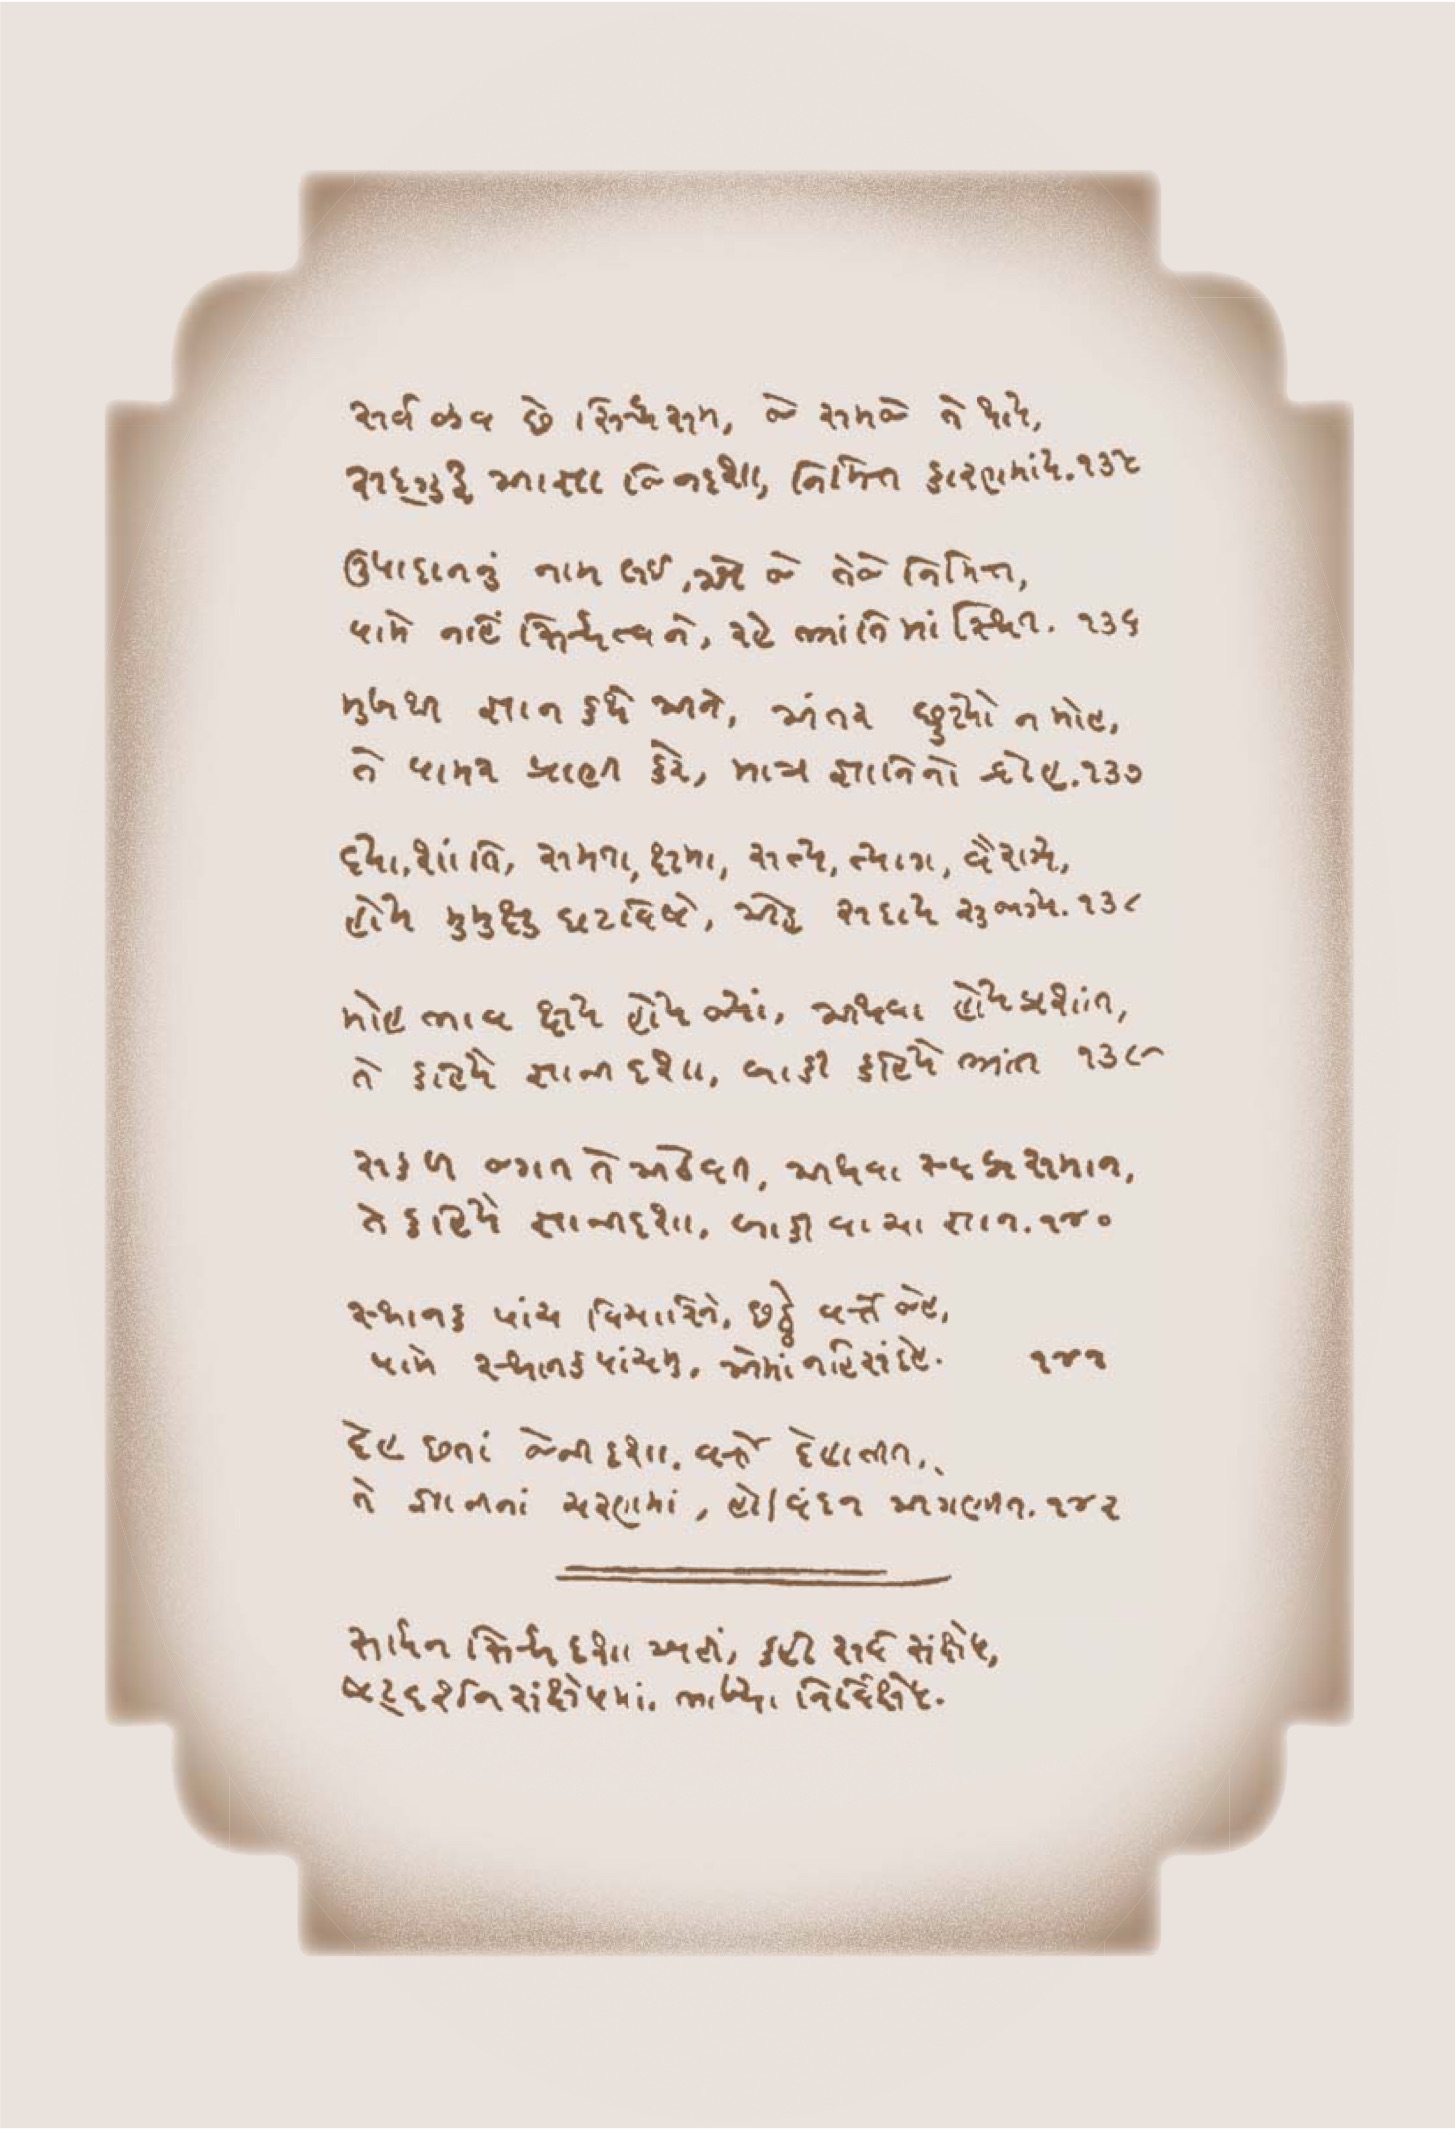 સર્વ જીવ છે સિદ્ધ સમ, જે સમજે તે થાય,
સદ્‌ગુરુ આજ્ઞા જિનદશા, નિમિત્ત કારણમાંય. ૧૩૫
ઉપાદાનનું નામ લઈ, એ જે તજે નિમિત્ત,
પામે નહિં સિદ્ધત્વને, રહે ભ્રાંતિમાં સ્થિત. ૧૩૬
મુખથી જ્ઞાન કથે અને, અંતર છુટ્યો ન મોહ,
તે પામર પ્રાણી કરે, માત્ર જ્ઞાનિનો દ્રોહ. ૧૩૭
દયા, શાંતિ, સમતા, ક્ષમા, સત્ય, ત્યાગ, વૈરાગ્ય,
હોય મુમુક્ષુ ઘટવિષે, એહ સદાય સુજાગ્ય. ૧૩૮
મોહભાવ ક્ષય હોય જ્યાં, અથવા હોય પ્રશાંત,
તે કહિયે જ્ઞાની દશા, બાકી કહિયે ભ્રાંત ૧૩૯
સકળ જગત તે એઠવત, અથવા સ્વપ્ન સમાન,
તે કહિયે જ્ઞાનીદશા, બાકી વાચા જ્ઞાન. ૧૪૦
સ્થાનક પાંચ વિચારિને, છઠ્ઠે વર્ત્તે જેહ,
પામે સ્થાનક પાંચમુ, એમાં નહિ સંદેહ. ૧૪૧
દેહ છતાં જેની દશા, વર્ત્તે દેહાતીત,
તે જ્ઞાનીનાં ચરણમાં, હો! વંદન અગણીત. ૧૪૨
સાધન સિદ્ધ દશા અહીં, કહી સર્વ સંક્ષેપ,
ષટ્‌દર્શન સંક્ષેપમાં, ભાખ્યા નિર્વિક્ષેપ.